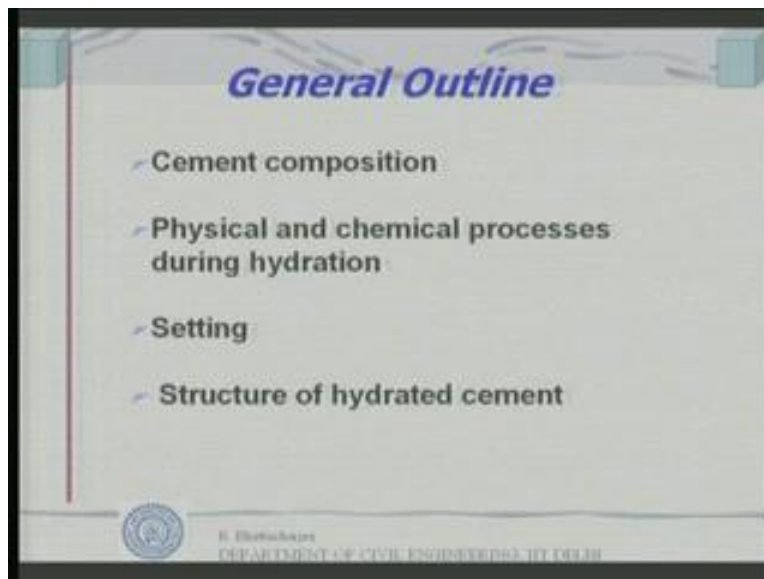 General Outline
Cement composition
Physical and chemical processes
during hydration
Setting
Structure of hydrated cement
B. Bhattacharjee
DEPARTMENT OF CIVIL ENGINEERING, IIT DELHI